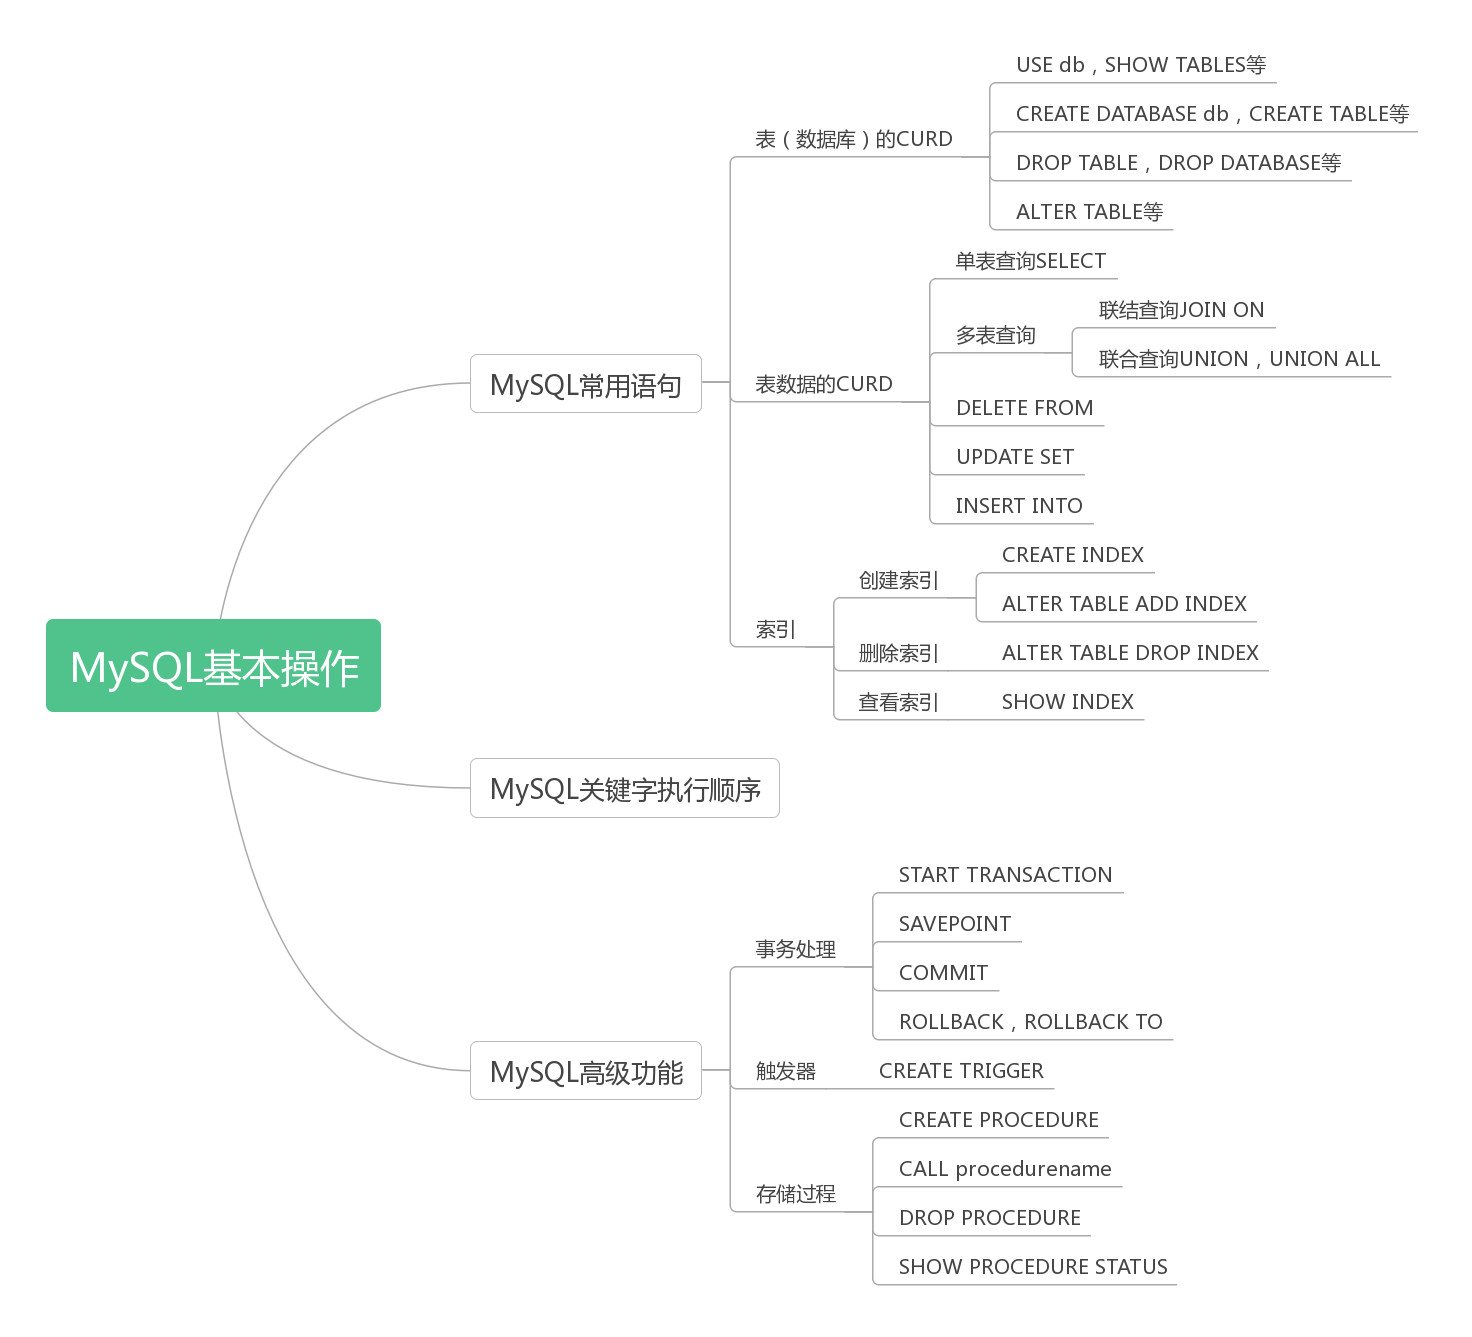 MySQL基本操作
MySQL常用语句
表（数据库）的CURD
USE db，SHOW TABLES等
CREATE DATABASE db，CREATE TABLE等
DROP TABLE，DROP DATABASE等
ALTER TABLE等
表数据的CURD
单表查询SELECT
多表查询
联结查询JOIN ON
联合查询UNION，UNION ALL
DELETE FROM
UPDATE SET
INSERT INTO
索引
创建索引
CREATE INDEX
ALTER TABLE ADD INDEX
删除索引
ALTER TABLE DROP INDEX
查看索引
SHOW INDEX
MySQL关键字执行顺序
MySQL高级功能
事务处理
START TRANSACTION
SAVEPOINT
COMMIT
ROLLBACK，ROLLBACK TO
触发器
CREATE TRIGGER
存储过程
CREATE PROCEDURE
CALL procedurename
DROP PROCEDURE
SHOW PROCEDURE STATUS